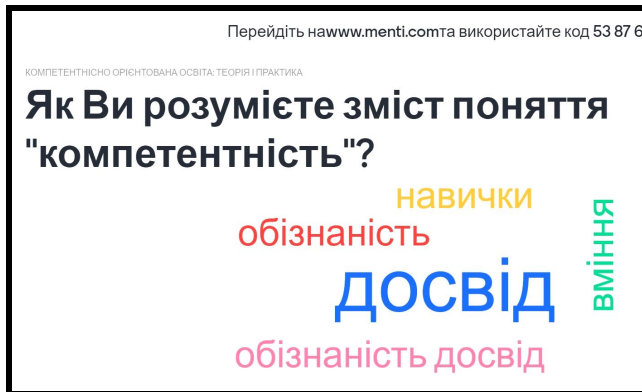 Перейдіть наwww.menti.comта використайте код 53 87 6
КОМПЕТЕНТНІСНО ОРІЄНТОВАНА ОСВІТА: ТЕОРІЯ І ПРАКТИКА
Як Ви розумієте зміст поняття
"компетентність"?
навички
обізнаність
вміння
досвід
обізнаність досвід